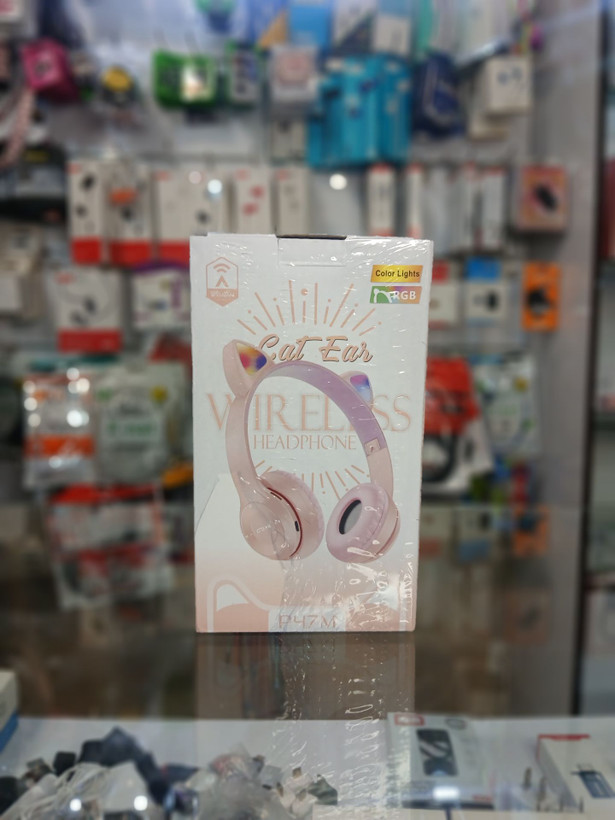 Color Lights
RGB
Cat Ear
WIRELESS
HEADPHONE
P47M